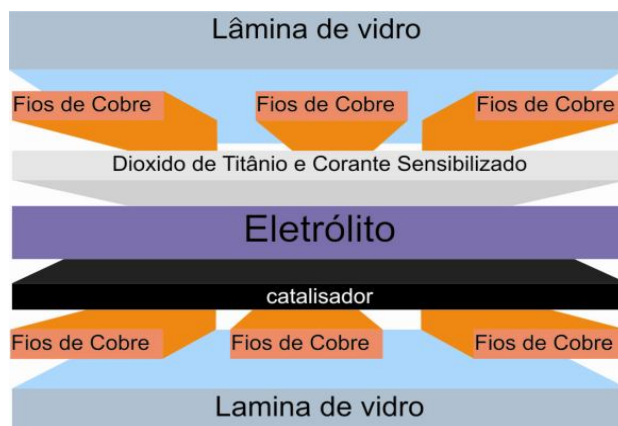 Lâmina de vidro
Fios de Cobre
Fios de Cobre
Fios de Cobre
Dioxido de Titânio e Corante Sensibilizado
Eletrólito
catalisador
Fios de Cobre
Fios de Cobre
Fios de Cobre
Lamina de vidro